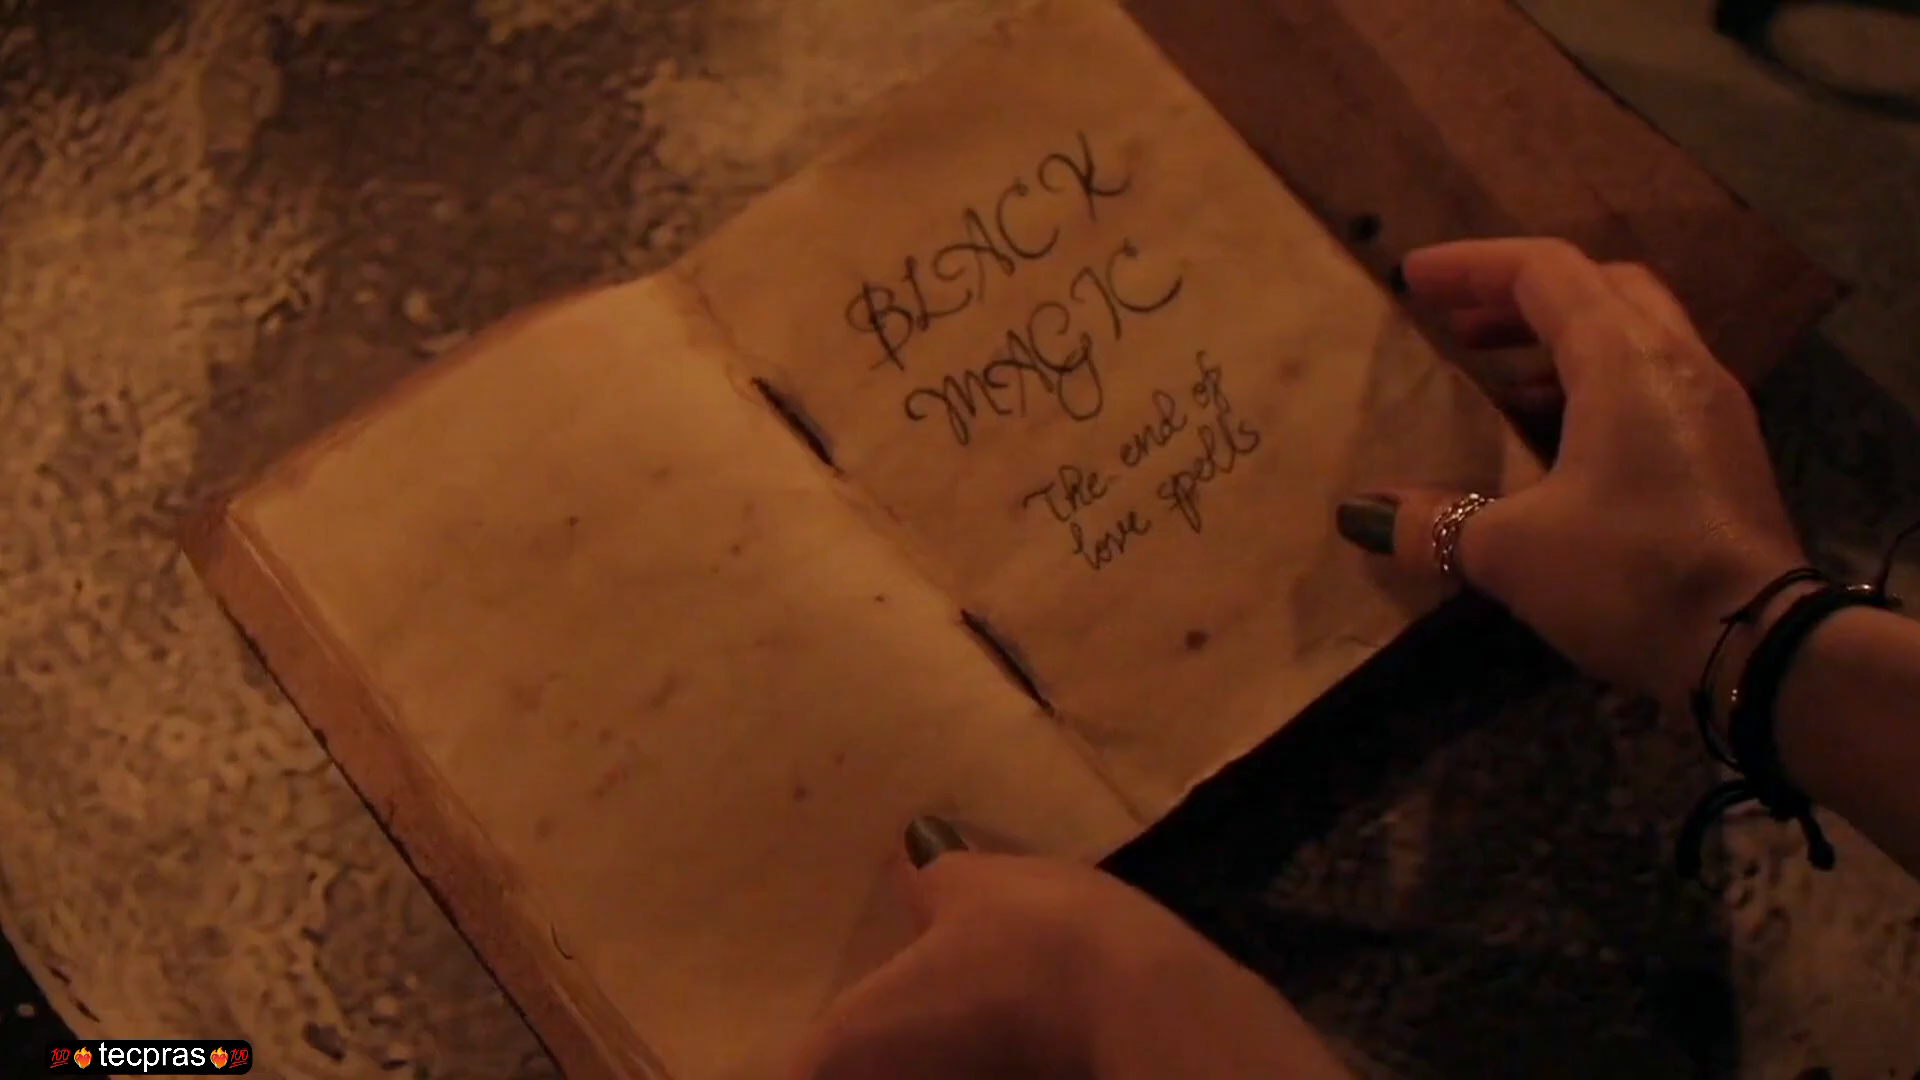 BLACK
MAGIC
The end of
love spells
💯❤️‍🔥tecpras❤️‍🔥💯